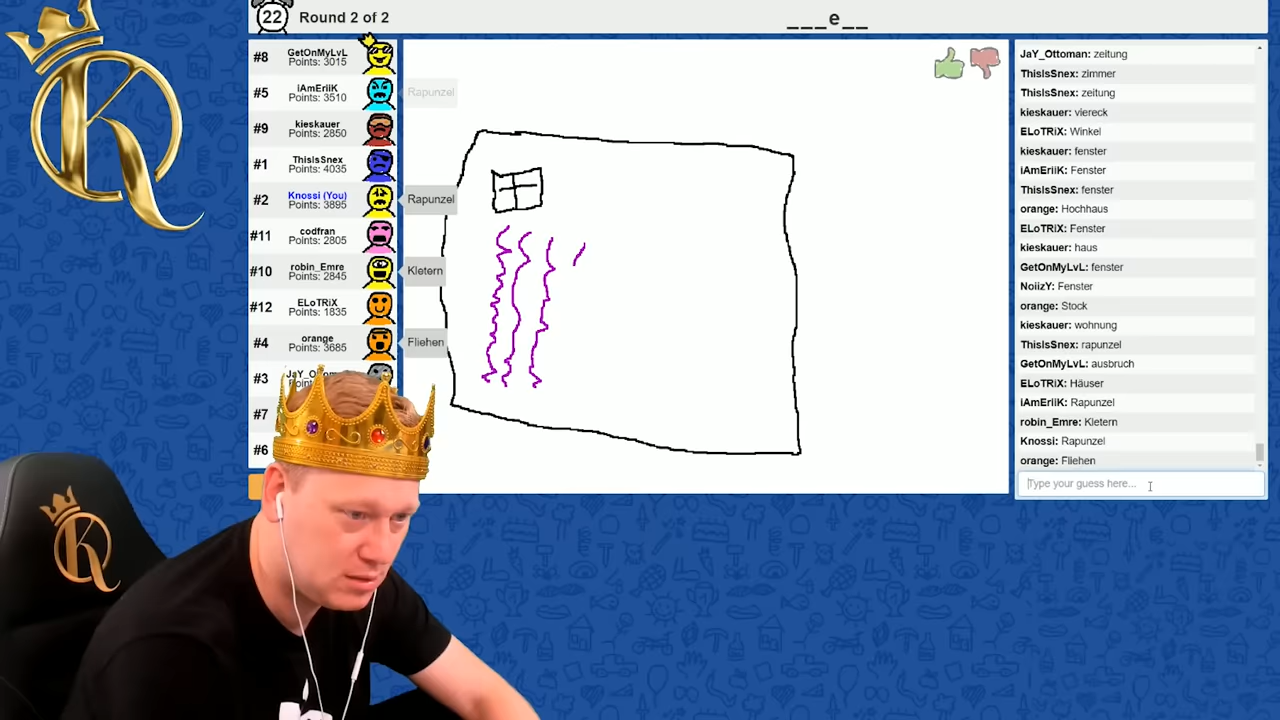 22
Round 2 of 2
___e__
#8
GetOnMyLvL
Points: 3015
#5
iAmEriiK
Points: 3510
Rapunzel
#9
kieskauer
Points: 2850
#1
ThisIsSnex
Points: 4035
#2
Knossi (You)
Points: 3895
Rapunzel
#11
codfran
Points: 2805
#10
robin_Emre
Points: 2845
Kletern
#12
ELoTRiX
Points: 1835
#4
orange
Points: 3685
Fliehen
#3
#7
#6
JaY_Ottoman: zeitung
ThisIsSnex: zimmer
ThisIsSnex: zeitung
kieskauer: viereck
ELoTRiX: Winkel
kieskauer: fenster
iAmEriiK: Fenster
ThisIsSnex: fenster
orange: Hochhaus
ELoTRiX: Fenster
kieskauer: haus
GetOnMyLvL: fenster
NoiizY: Fenster
orange: Stock
kieskauer: wohnung
ThisIsSnex: rapunzel
GetOnMyLvL: ausbruch
ELoTRiX: Häuser
iAmEriiK: Rapunzel
robin_Emre: Kletern
Knossi: Rapunzel
orange: Fliehen
Type your guess here...
K
K